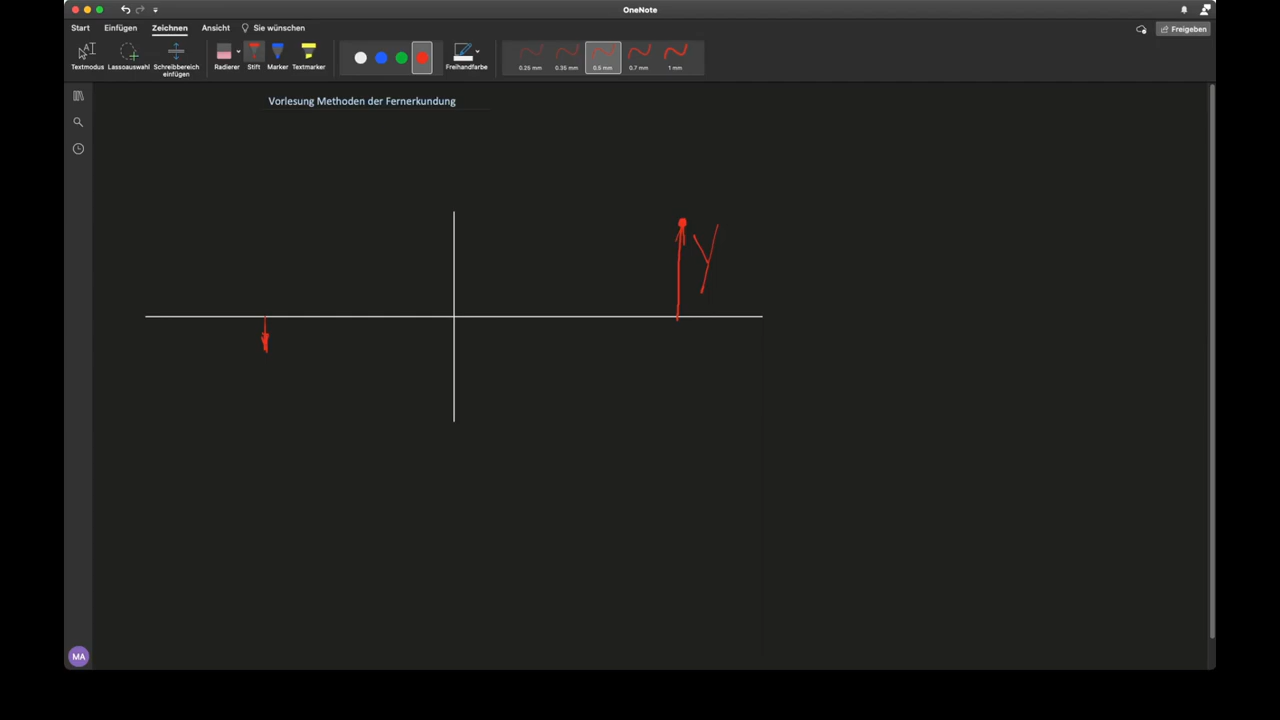 OneNote
Start Einfügen Zeichnen Ansicht Sie wünschen
Freigeben
Textmodus Lassoauswahl Schreibbereich einfügen Radierer Stift Marker Textmarker Freihandfarbe 0.25 mm 0.35 mm 0.5 mm 0.7 mm 1 mm
Vorlesung Methoden der Fernerkundung
y
MA